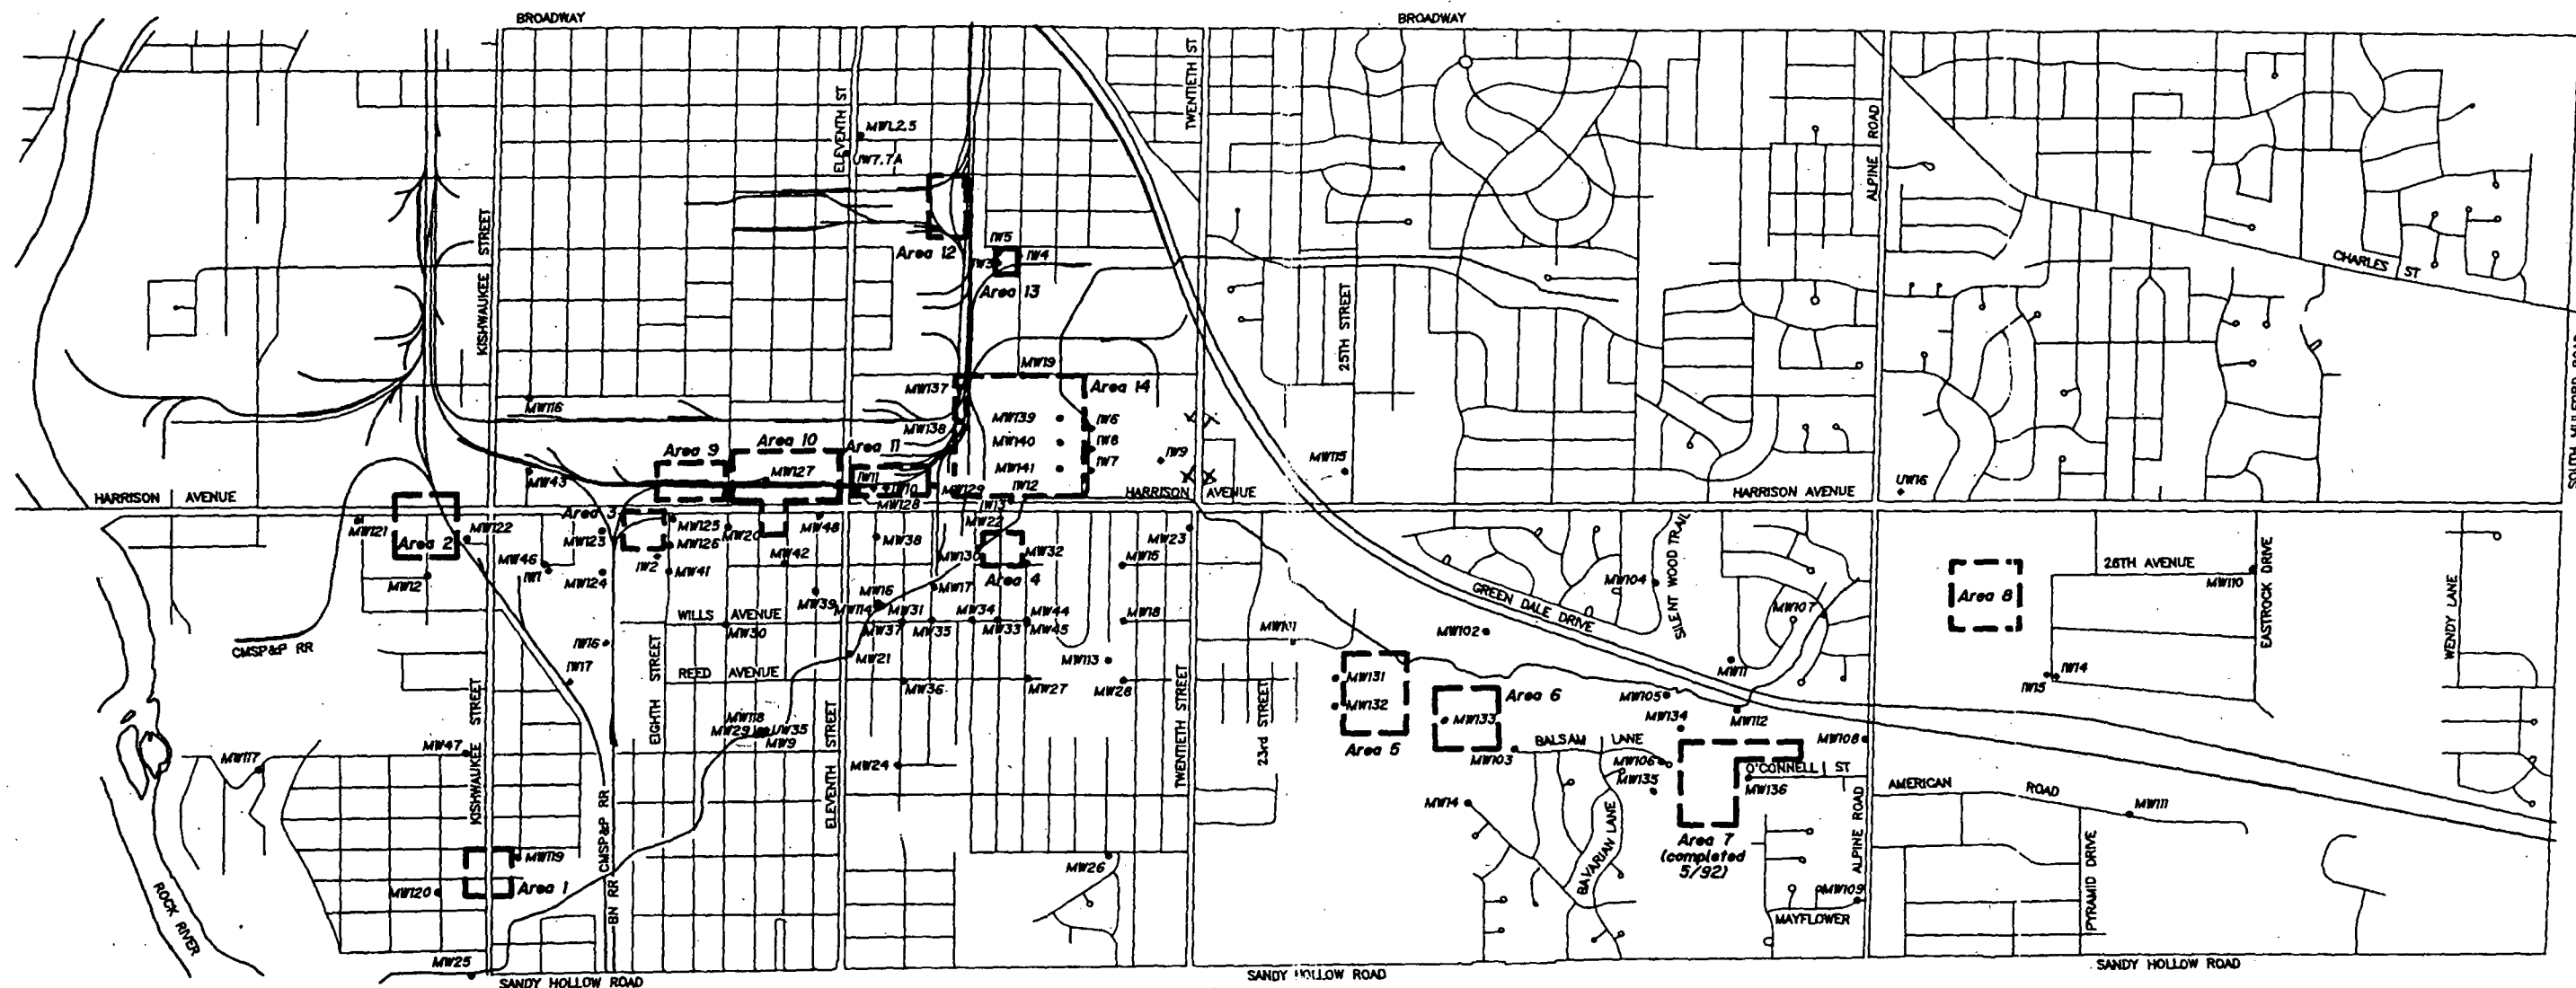 BROADWAY
BROADWAY
TWENTIETH ST
ELEVENTH ST
MW12.5
UW7.7A
ALPINE ROAD
KISHWAUKEE STREET
IW5
Area 12
IW3
IW4
Area 13
CHARLES ST
25TH STREET
MW19
MW137
Area 14
MW116
MW139
IW6
MW138
MW140
IW8
Area 9
Area 10
Area 11
MW141
IW7
IW9
MW115
MW127
MW43
IW11
IW10
MW129
IW12
HARRISON AVENUE
HARRISON AVENUE
HARRISON AVENUE
UW16
SOUTH MULFORD ROAD
MW128
IW13
Area 3
MW121
MW122
MW125
MW20
MW48
MW22
MW23
Area 2
MW123
MW126
MW38
MW130
MW32
MW15
MW46
IW1
IW2
MW42
Area 4
28TH AVENUE
MW110
EASTROCK DRIVE
MW12
MW124
MW41
MW17
MW104
SILENT WOOD TRAIL
GREEN DALE DRIVE
Area 8
MW39
MW16
MW114
MW31
MW34
MW44
MW18
MW107
WILLS AVENUE
MW30
MW37
MW35
MW33
MW45
MW101
MW102
WENDY LANE
CMSP&P RR
IW16
EIGHTH STREET
MW21
MW113
MW11
IW17
REED AVENUE
MW36
MW27
MW28
MW131
IW14
IW15
KISHWAUKEE STREET
TWENTIETH STREET
23rd STREET
MW132
Area 6
MW133
MW105
MW134
MW112
MW118
MW29
UW35
MW9
ELEVENTH STREET
Area 5
MW117
MW47
MW24
MW103
BALSAM LANE
MW106
MW108
O'CONNELL ST
MW135
MW136
MW14
BAVARIAN LANE
AMERICAN ROAD
MW111
CMSP&P RR
BN RR
Area 7
(completed
5/92)
ALPINE ROAD
PYRAMID DRIVE
MW119
MW120
Area 1
MW26
MW109
MAYFLOWER
ROCK RIVER
MW25
SANDY HOLLOW ROAD
SANDY HOLLOW ROAD
SANDY HOLLOW ROAD